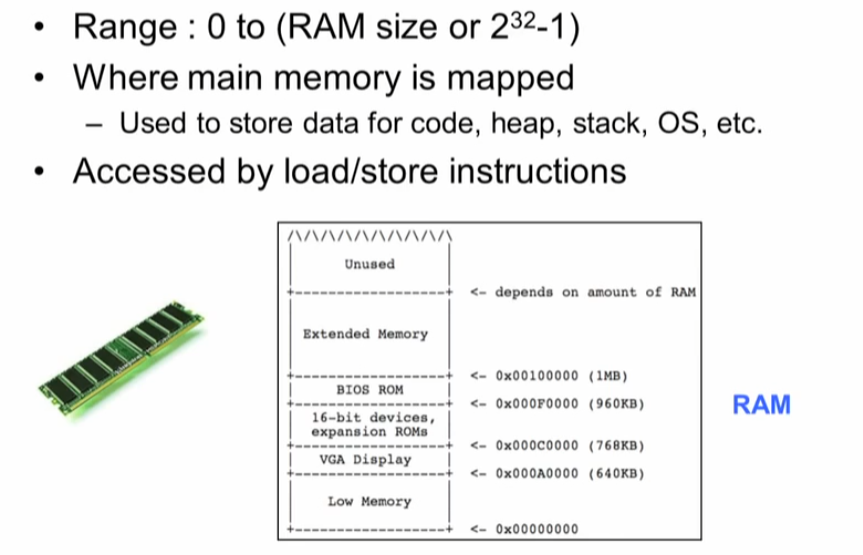 • Range : 0 to (RAM size or 2³²-1)
• Where main memory is mapped
– Used to store data for code, heap, stack, OS, etc.
• Accessed by load/store instructions
/\/\/\/\/\/\/\/\/\/\
Unused
+------------------+ <- depends on amount of RAM
Extended Memory
+------------------+ <- 0x00100000 (1MB)
| BIOS ROM |
+------------------+ <- 0x000F0000 (960KB)
| 16-bit devices, |
| expansion ROMs |
+------------------+ <- 0x000C0000 (768KB)
| VGA Display |
+------------------+ <- 0x000A0000 (640KB)
| Low Memory |
+------------------+ <- 0x00000000
RAM